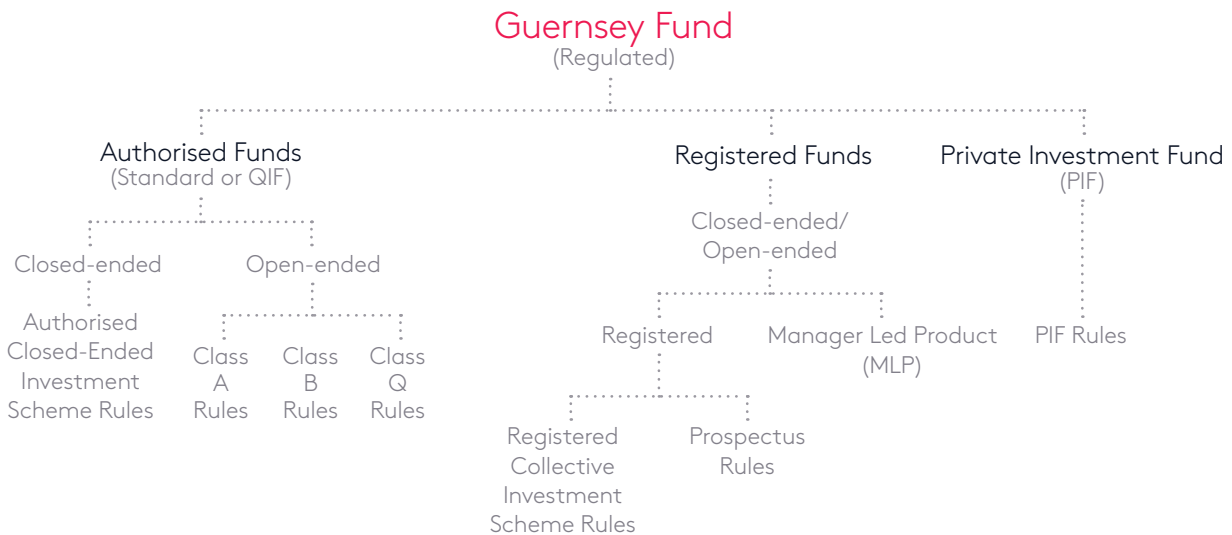 Guernsey Fund
(Regulated)
Authorised Funds
(Standard or QIF)
Registered Funds
Private Investment Fund
(PIF)
Closed-ended/
Open-ended
Closed-ended
Open-ended
Authorised
Closed-Ended
Investment
Scheme Rules
Class
A
Rules
Class
B
Rules
Class
Q
Rules
Registered
Manager Led Product
(MLP)
PIF Rules
Registered
Collective
Investment
Scheme Rules
Prospectus
Rules